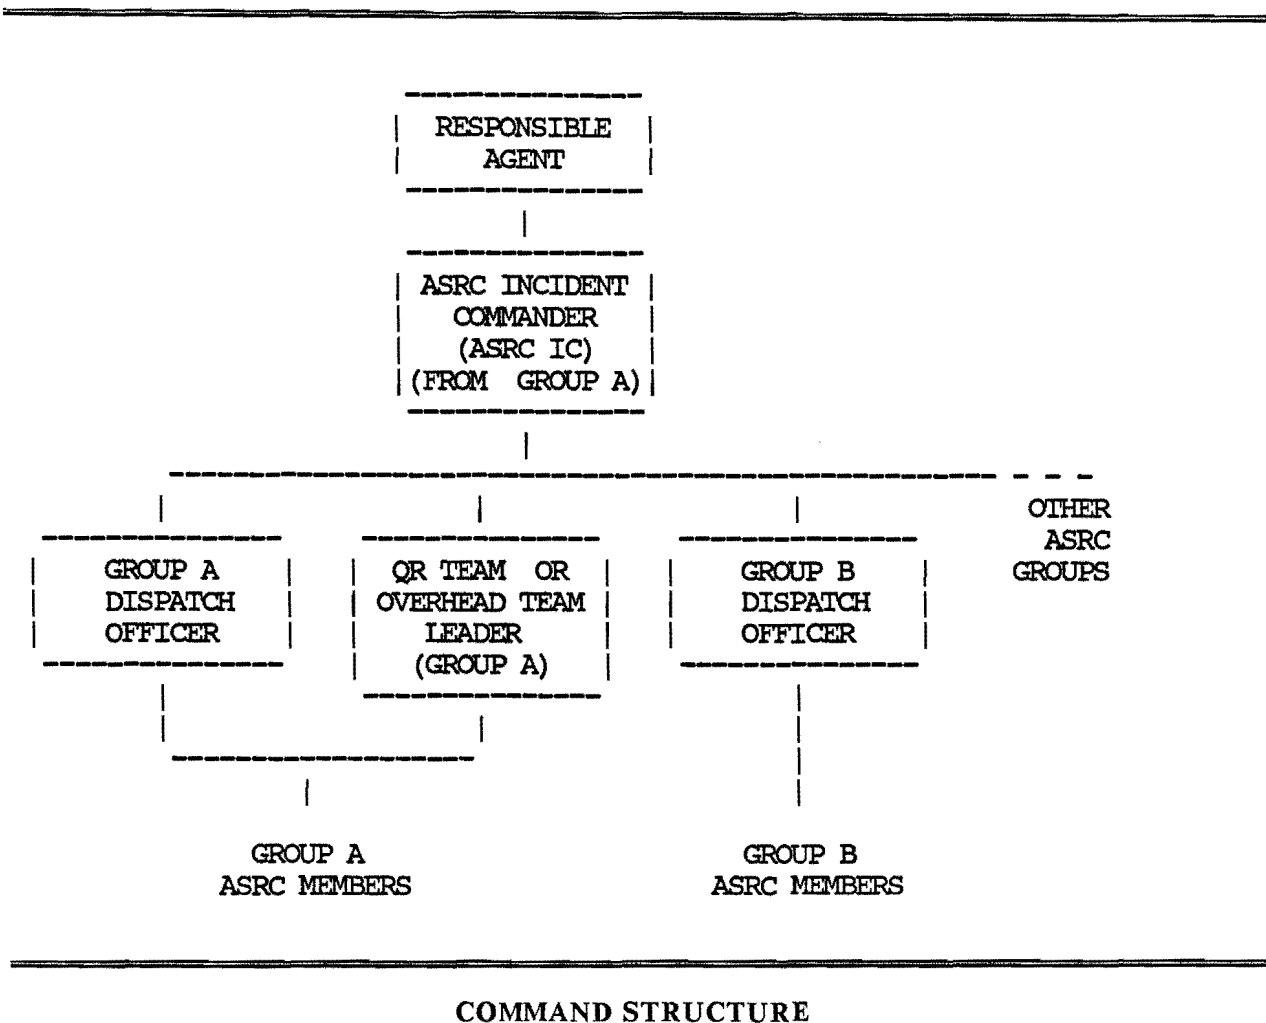 RESPONSIBLE
AGENT
ASRC INCIDENT
COMMANDER
(ASRC IC)
(FROM GROUP A)
OTHER
ASRC
GROUPS
GROUP A
DISPATCH
OFFICER
QR TEAM OR
OVERHEAD TEAM
LEADER
(GROUP A)
GROUP B
DISPATCH
OFFICER
GROUP A
ASRC MEMBERS
GROUP B
ASRC MEMBERS
COMMAND STRUCTURE